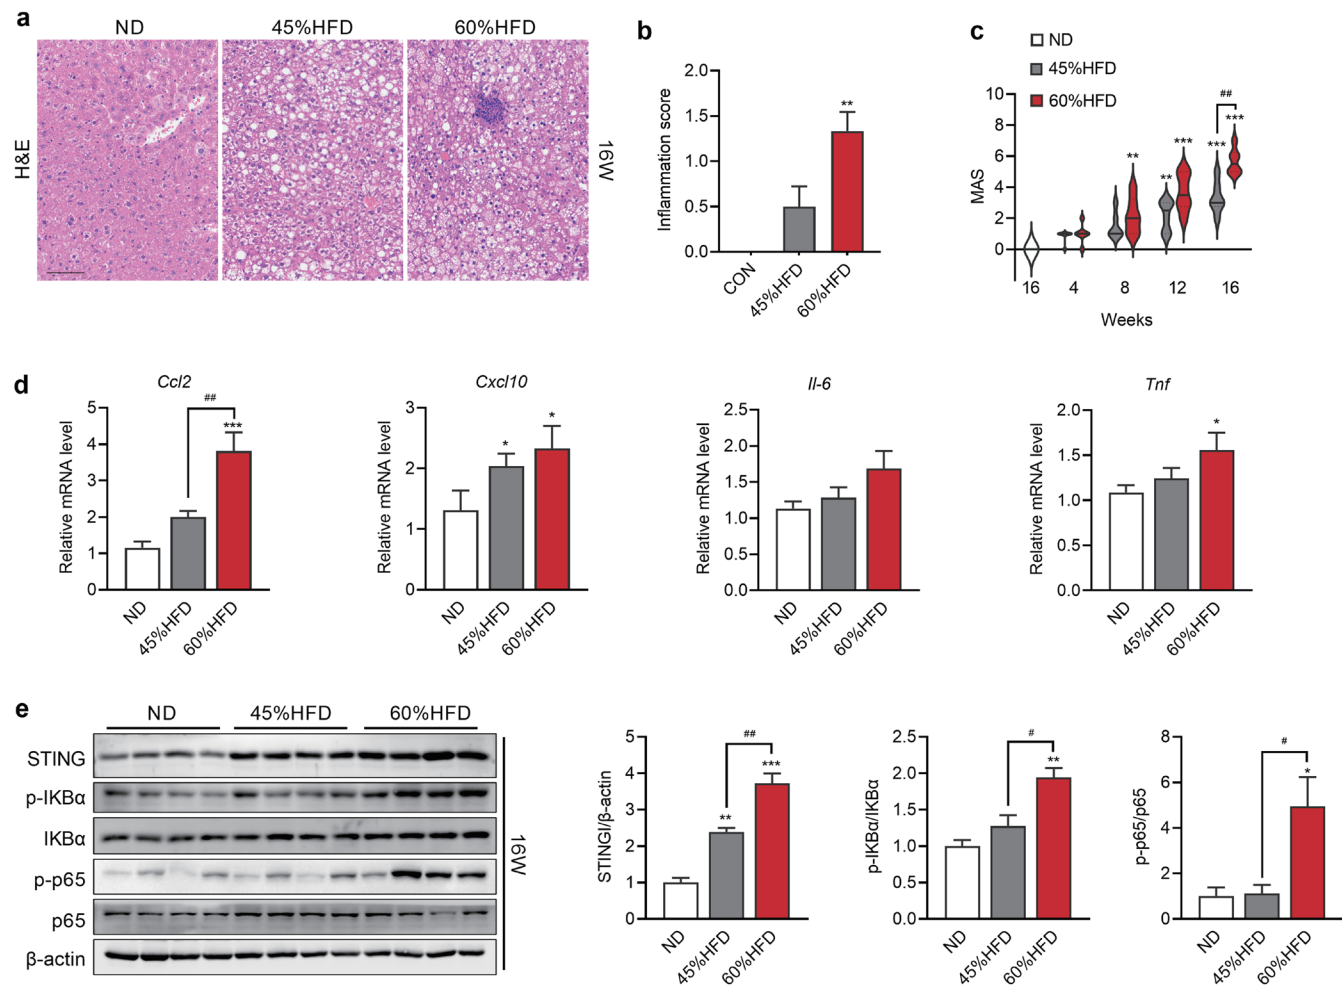 a
ND
45%HFD
60%HFD
H&E
16W
b
Inflammation score
2.0
1.5
1.0
0.5
0.0
**
CON
45%HFD
60%HFD
c
ND
45%HFD
60%HFD
MAS
10
8
6
4
2
0
** ** *** *** ## ***
16 4 8 12 16
Weeks
d
Ccl2
Relative mRNA level
5
4
3
2
1
0
##
***
ND
45%HFD
60%HFD
Cxcl10
Relative mRNA level
3
2
1
0
* *
ND
45%HFD
60%HFD
Il-6
Relative mRNA level
2.5
2.0
1.5
1.0
0.5
0.0
ND
45%HFD
60%HFD
Tnf
Relative mRNA level
2.0
1.5
1.0
0.5
0.0
*
ND
45%HFD
60%HFD
e
ND 45%HFD 60%HFD
STING
p-IKBα
IKBα
p-p65
p65
β-actin
16W
STINGI/β-actin
5
4
3
2
1
0
##
** ***
ND
45%HFD
60%HFD
p-IKBα/IKBα
2.5
2.0
1.5
1.0
0.5
0.0
#
**
ND
45%HFD
60%HFD
p-p65/p65
8
6
4
2
0
#
*
ND
45%HFD
60%HFD